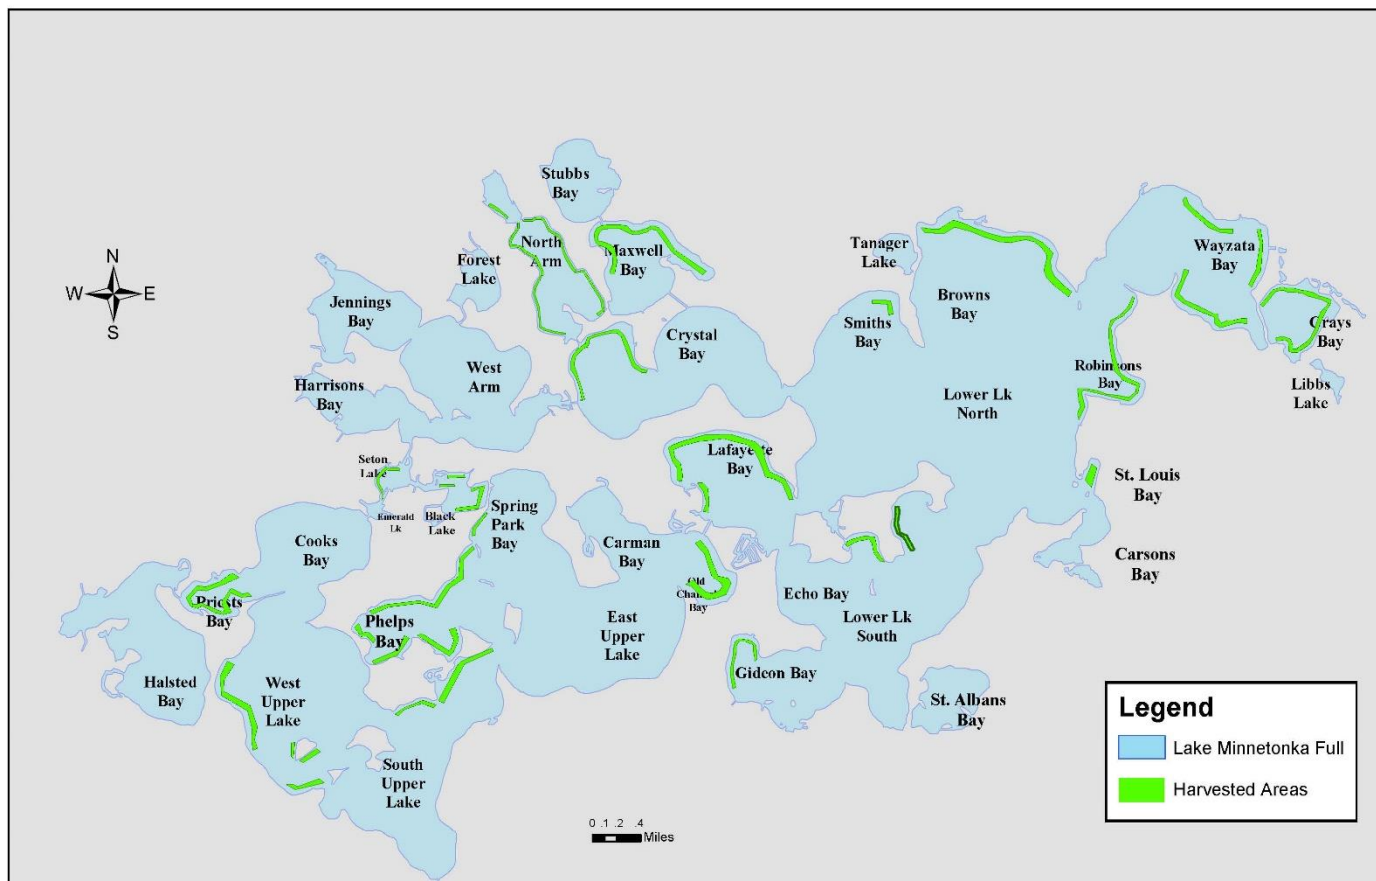 Stubbs
Bay
North
Arm
Maxwell
Bay
Forest
Lake
Tanager
Lake
Wayzata
Bay
N
W E
S
Jennings
Bay
Browns
Bay
Smiths
Bay
Crystal
Bay
Grays
Bay
West
Arm
Harrisons
Bay
Robinsons
Bay
Libbs
Lake
Lower Lk
North
Lafayette
Bay
Seton
Lake
St. Louis
Bay
Spring
Park
Bay
Emerald
Lk
Black
Lake
Cooks
Bay
Carman
Bay
Carsons
Bay
Old
Channel
Bay
Echo Bay
Priests
Bay
Phelps
Bay
East
Upper
Lake
Lower Lk
South
Halsted
Bay
West
Upper
Lake
Gideon Bay
St. Albans
Bay
South
Upper
Lake
Legend
Lake Minnetonka Full
Harvested Areas
0 .1 .2 .4
Miles